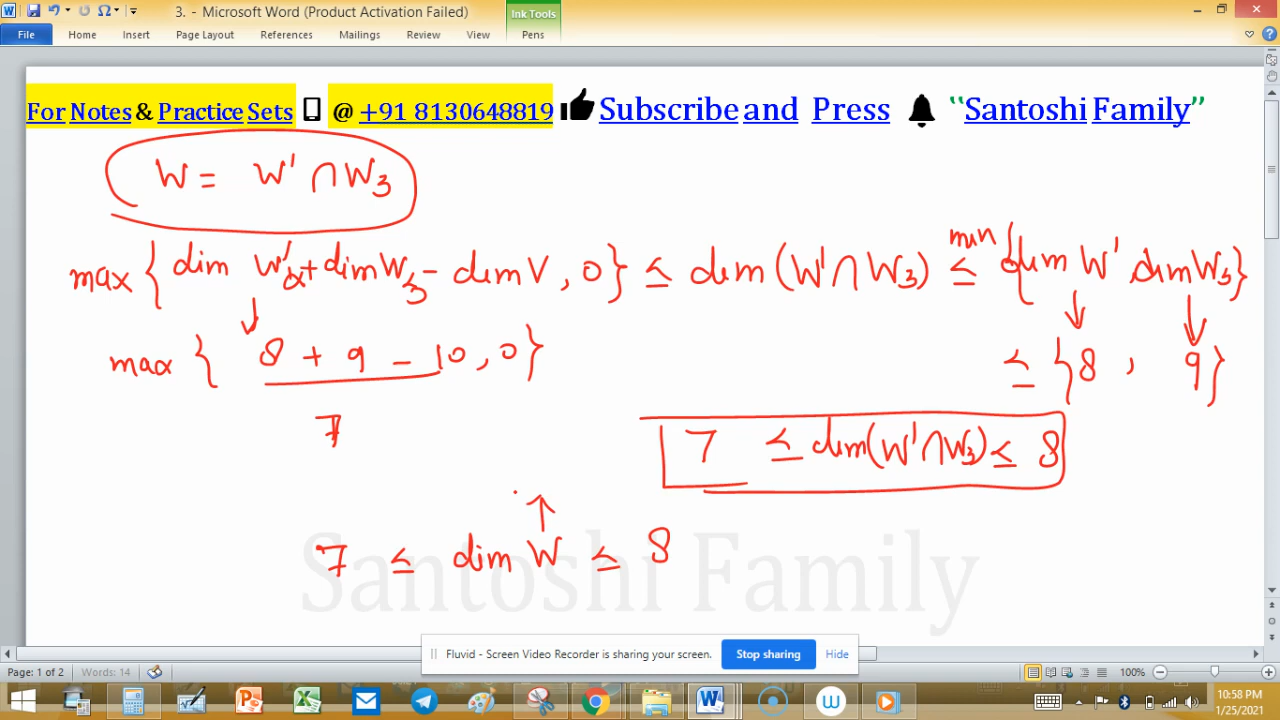 3. - Microsoft Word (Product Activation Failed)
Ink Tools
File Home Insert Page Layout References Mailings Review View Pens
For Notes & Practice Sets @ +91 8130648819 Subscribe and Press "Santoshi Family"
W = W' ∩ W3
max { dim W' + dim W3 - dim V, 0 } ≤ dim (W' ∩ W3) ≤ min { dim W', dim W3 }
max { 8 + 9 - 10, 0 } ≤ { 8, 9 }
7
7 ≤ dim (W' ∩ W3) ≤ 8
7 ≤ dim W ≤ 8
Santoshi Family
Fluvid - Screen Video Recorder is sharing your screen. Stop sharing Hide
Page: 1 of 2 Words: 14 100%
10:58 PM
1/25/2021